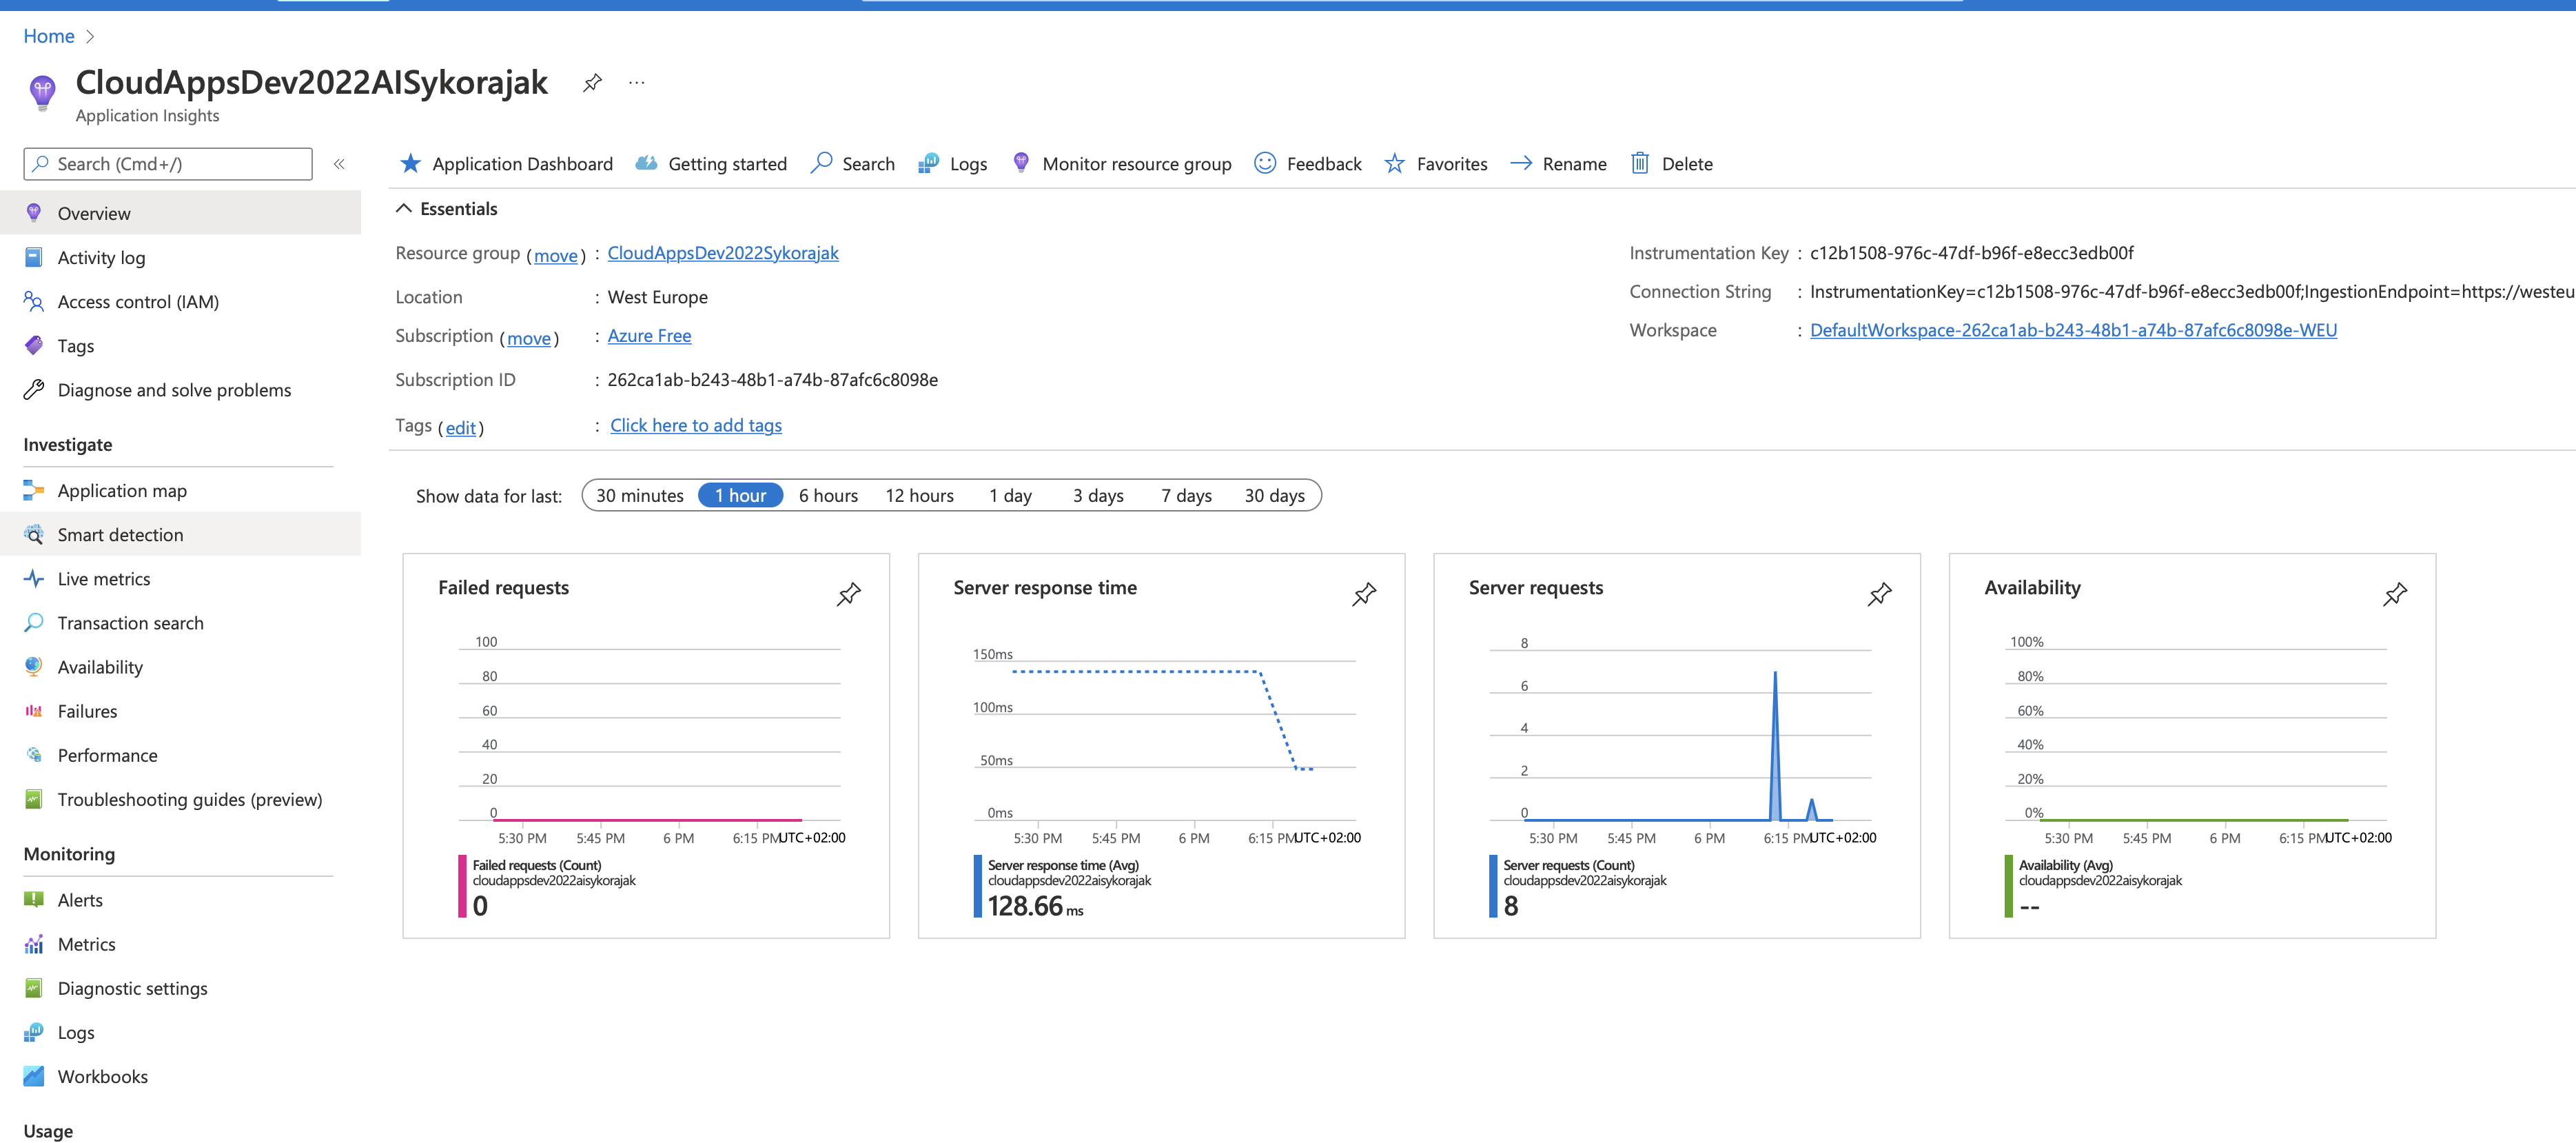 Home
CloudAppsDev2022AISykorajak
Application Insights
Search (Cmd+/)
Overview
Activity log
Access control (IAM)
Tags
Diagnose and solve problems
Investigate
Application map
Smart detection
Live metrics
Transaction search
Availability
Failures
Performance
Troubleshooting guides (preview)
Monitoring
Alerts
Metrics
Diagnostic settings
Logs
Workbooks
Usage
Application Dashboard Getting started Search Logs Monitor resource group Feedback Favorites Rename Delete
Essentials
Resource group (move) : CloudAppsDev2022Sykorajak
Location : West Europe
Subscription (move) : Azure Free
Subscription ID : 262ca1ab-b243-48b1-a74b-87afc6c8098e
Tags (edit) : Click here to add tags
Instrumentation Key : c12b1508-976c-47df-b96f-e8ecc3edb00f
Connection String : InstrumentationKey=c12b1508-976c-47df-b96f-e8ecc3edb00f;IngestionEndpoint=https://westeu
Workspace : DefaultWorkspace-262ca1ab-b243-48b1-a74b-87afc6c8098e-WEU
Show data for last: 30 minutes 1 hour 6 hours 12 hours 1 day 3 days 7 days 30 days
Failed requests
100
80
60
40
20
0
5:30 PM 5:45 PM 6 PM 6:15 PM UTC+02:00
Failed requests (Count)
cloudappsdev2022aisykorajak
0
Server response time
150ms
100ms
50ms
0ms
5:30 PM 5:45 PM 6 PM 6:15 PM UTC+02:00
Server response time (Avg)
cloudappsdev2022aisykorajak
128.66 ms
Server requests
8
6
4
2
0
5:30 PM 5:45 PM 6 PM 6:15 PM UTC+02:00
Server requests (Count)
cloudappsdev2022aisykorajak
8
Availability
100%
80%
60%
40%
20%
0%
5:30 PM 5:45 PM 6 PM 6:15 PM UTC+02:00
Availability (Avg)
cloudappsdev2022aisykorajak
--